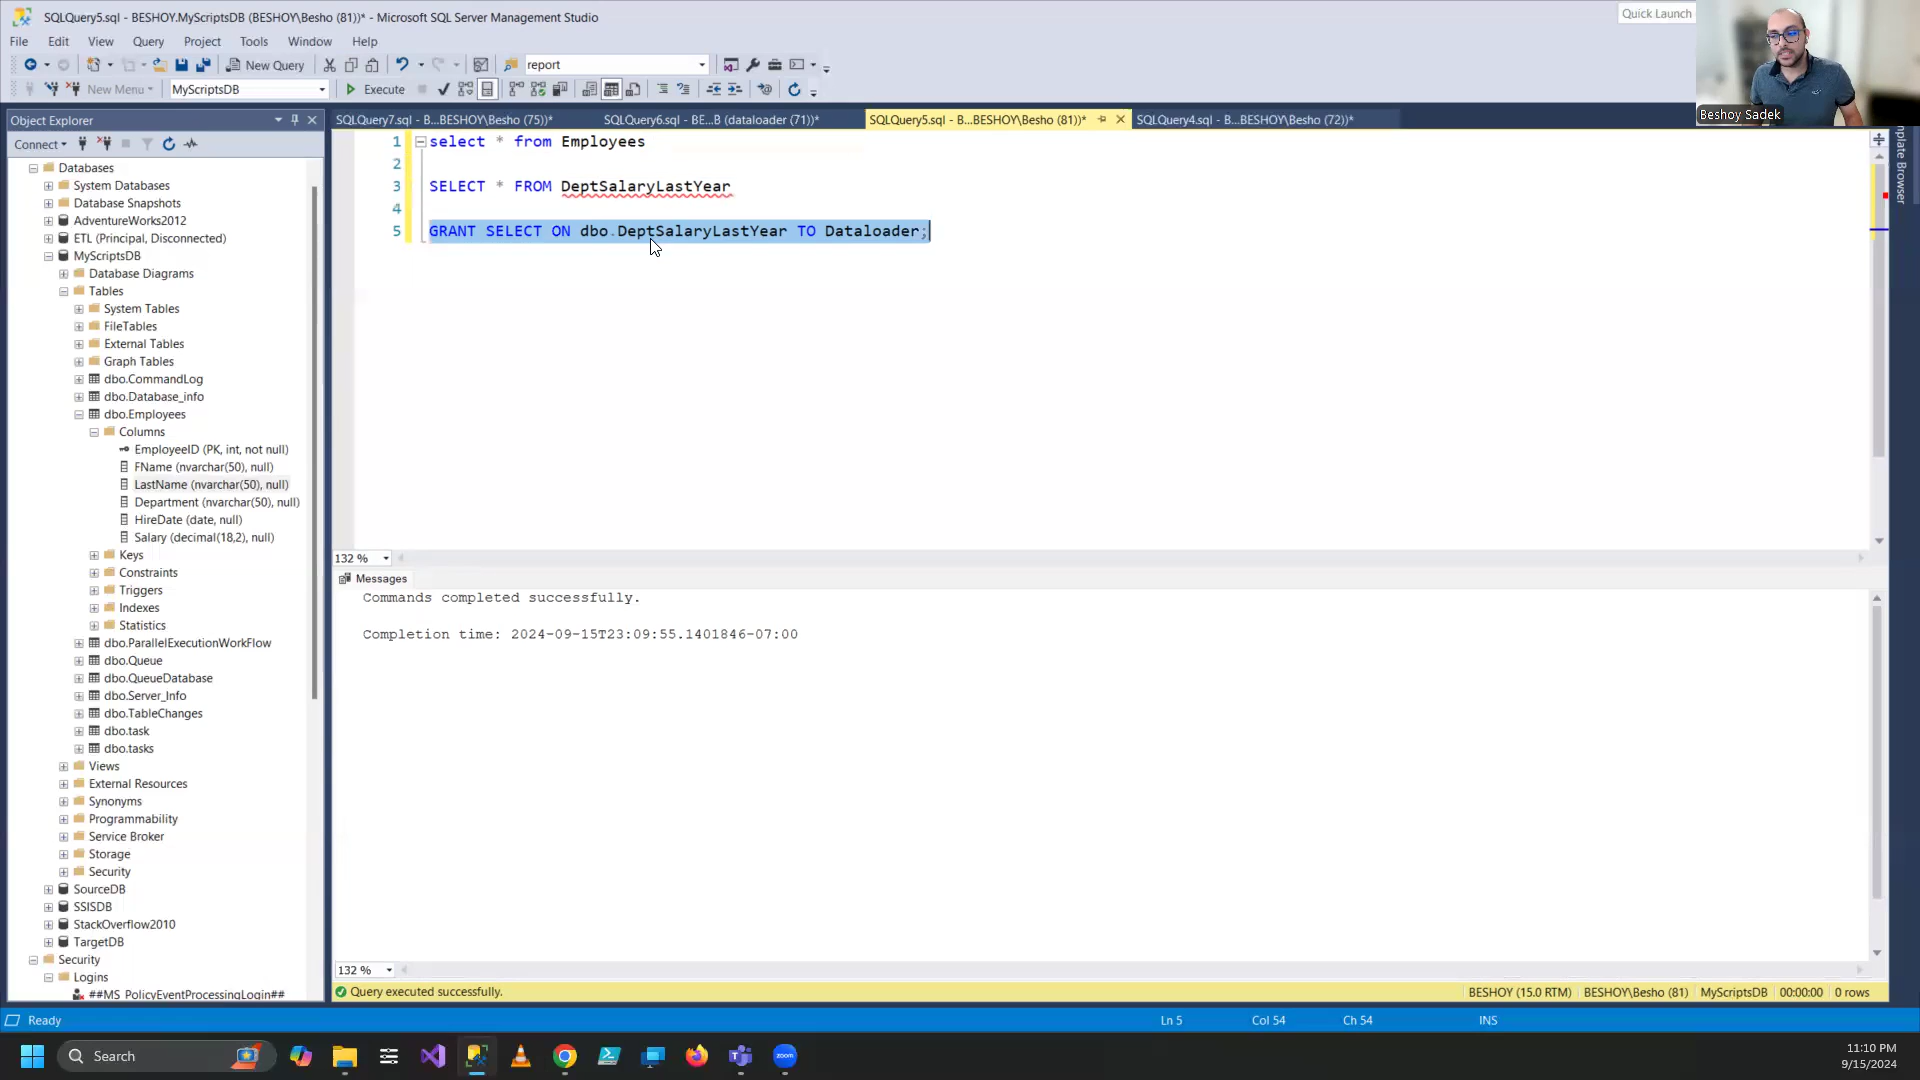 SQLQuery5.sql - BESHOY.MyScriptsDB (BESHOY\Besho (81))* - Microsoft SQL Server Management Studio
Quick Launch
File Edit View Query Project Tools Window Help
New Query
report
New Menu
MyScriptsDB
Execute
Beshoy Sadek
Object Explorer
SQLQuery7.sql - B...BESHOY\Besho (75))*
SQLQuery6.sql - BE...B (dataloader (71))*
SQLQuery5.sql - B...BESHOY\Besho (81))*
SQLQuery4.sql - B...BESHOY\Besho (72))*
Connect
Databases
System Databases
Database Snapshots
AdventureWorks2012
ETL (Principal, Disconnected)
MyScriptsDB
Database Diagrams
Tables
System Tables
FileTables
External Tables
Graph Tables
dbo.CommandLog
dbo.Database_info
dbo.Employees
Columns
EmployeeID (PK, int, not null)
FName (nvarchar(50), null)
LastName (nvarchar(50), null)
Department (nvarchar(50), null)
HireDate (date, null)
Salary (decimal(18,2), null)
Keys
Constraints
Triggers
Indexes
Statistics
dbo.ParallelExecutionWorkFlow
dbo.Queue
dbo.QueueDatabase
dbo.Server_Info
dbo.TableChanges
dbo.task
dbo.tasks
Views
External Resources
Synonyms
Programmability
Service Broker
Storage
Security
SourceDB
SSISDB
StackOverflow2010
TargetDB
Security
Logins
##MS_PolicyEventProcessingLogin##
1 select * from Employees
2
3 SELECT * FROM DeptSalaryLastYear
4
5 GRANT SELECT ON dbo.DeptSalaryLastYear TO Dataloader;
132 %
Messages
Commands completed successfully.
Completion time: 2024-09-15T23:09:55.1401846-07:00
132 %
Query executed successfully.
BESHOY (15.0 RTM) BESHOY\Besho (81) MyScriptsDB 00:00:00 0 rows
Template Browser
Ready
Ln 5
Col 54
Ch 54
INS
Search
zoom
11:10 PM
9/15/2024